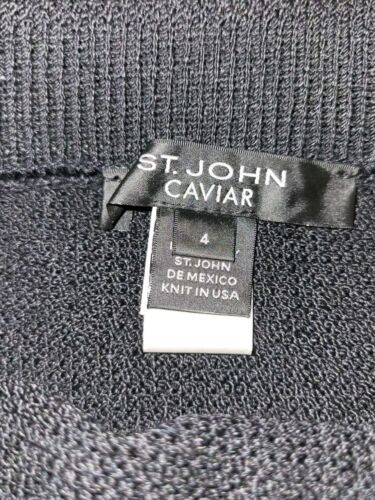 ST. JOHN
CAVIAR
4
ST. JOHN
DE MEXICO
KNIT IN USA